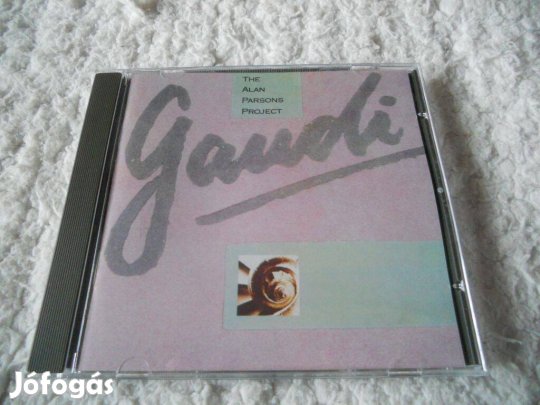 THE
ALAN
PARSONS
PROJECT
gaudi
Jófogás